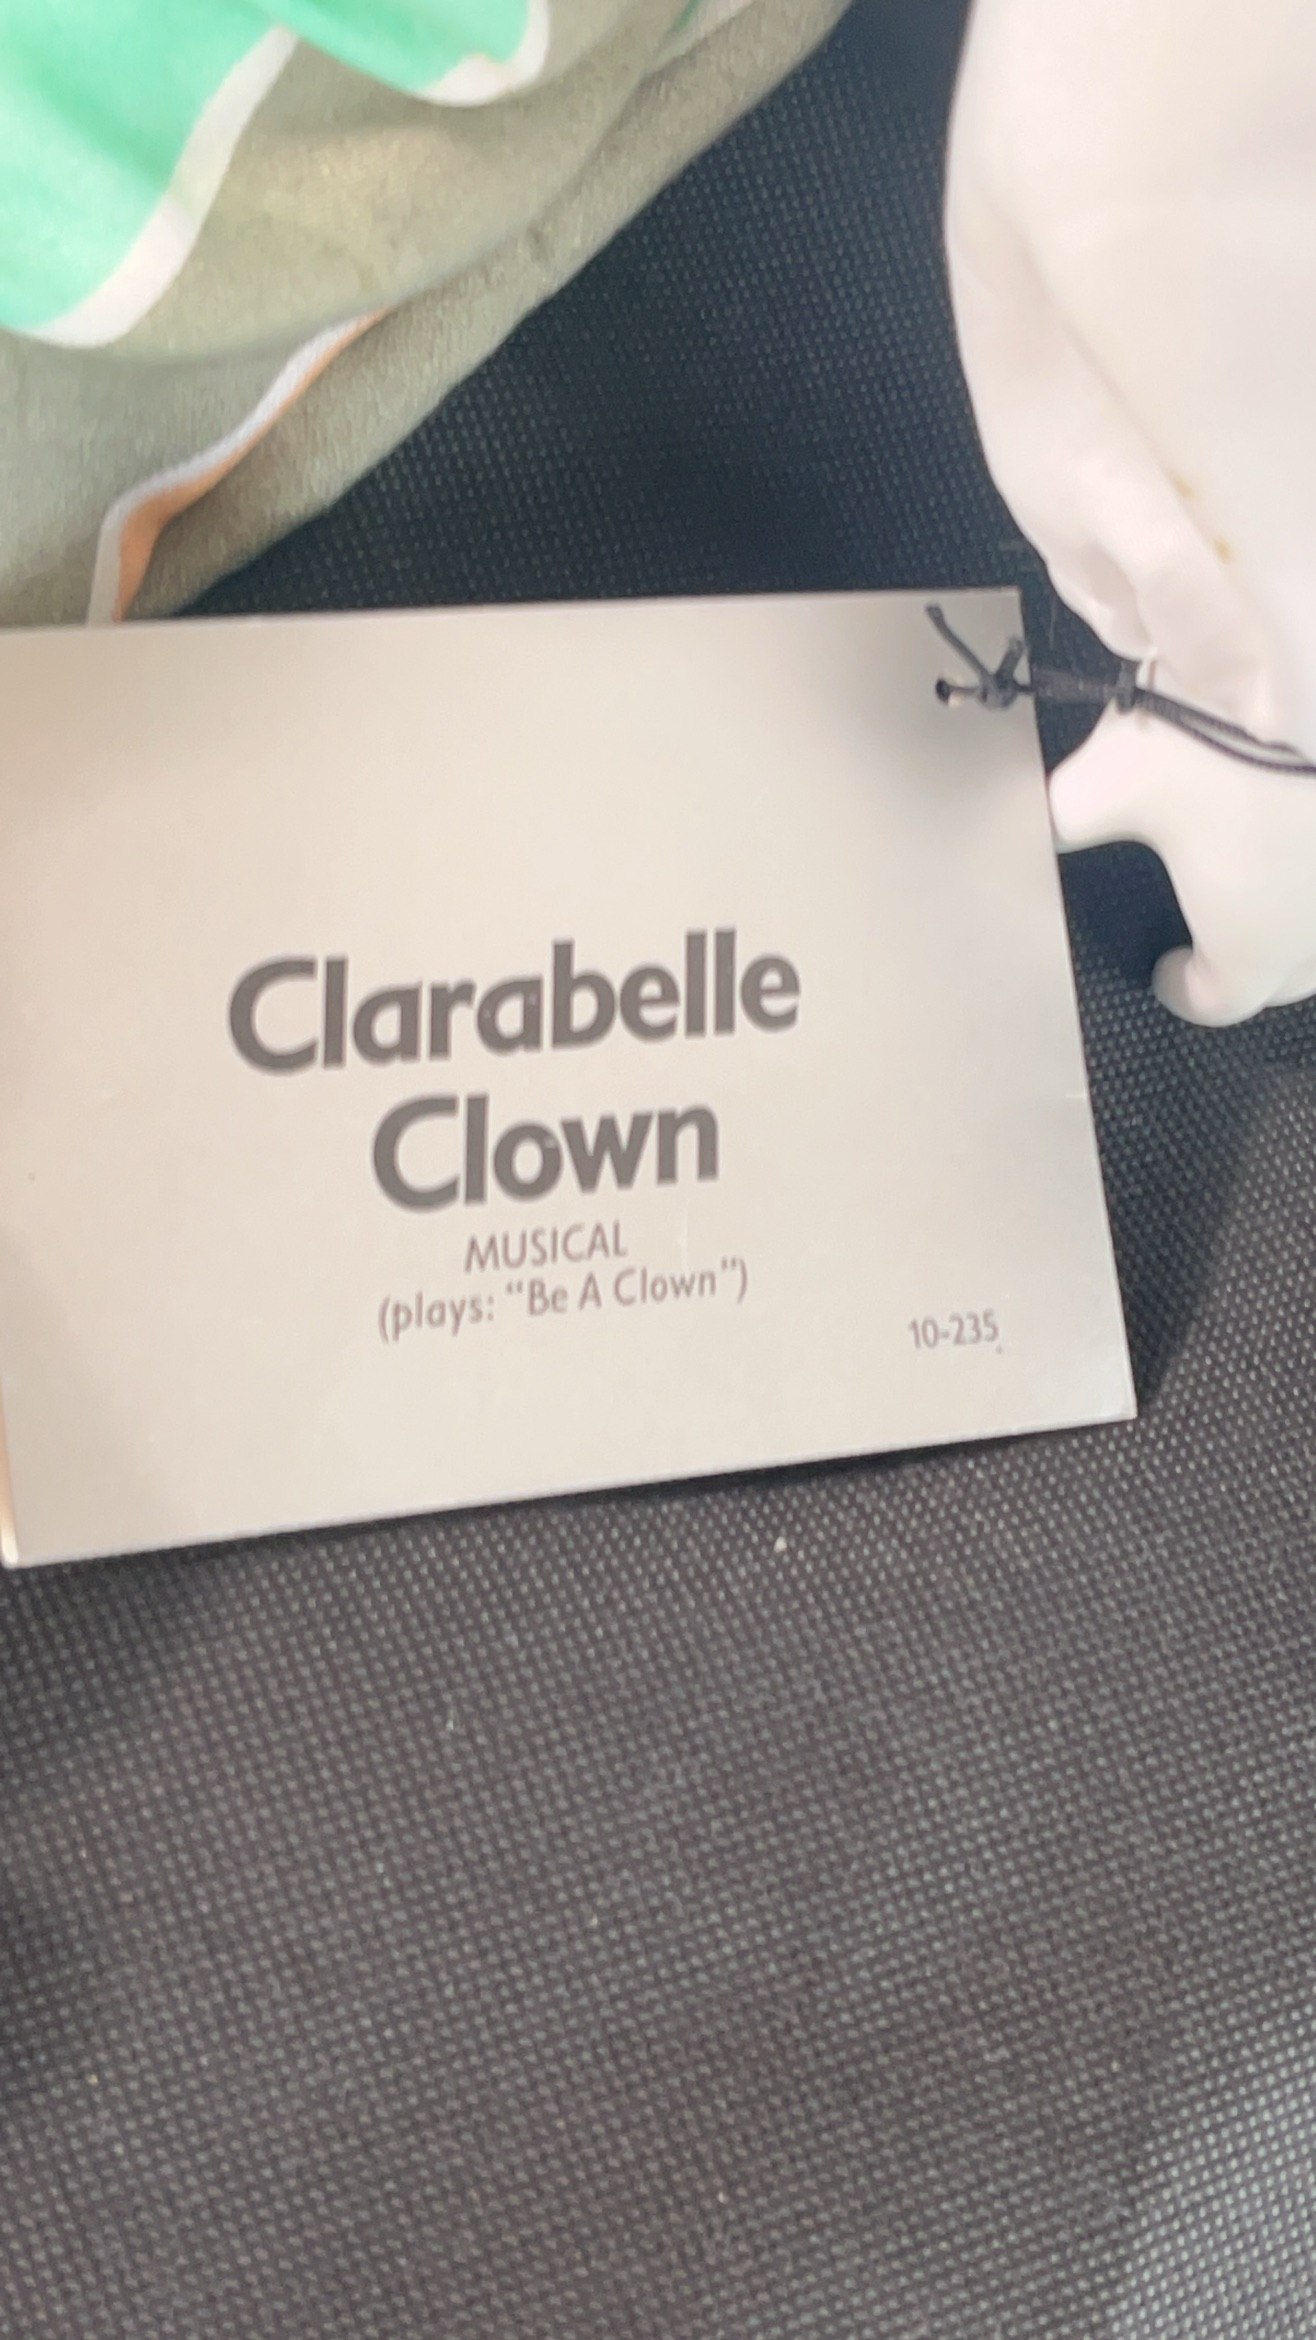 Clarabelle
Clown
MUSICAL
(plays: "Be A Clown")
10-235